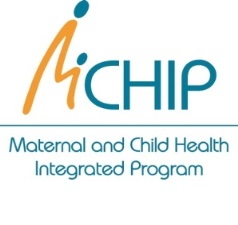 MCHIP
Maternal and Child Health
Integrated Program